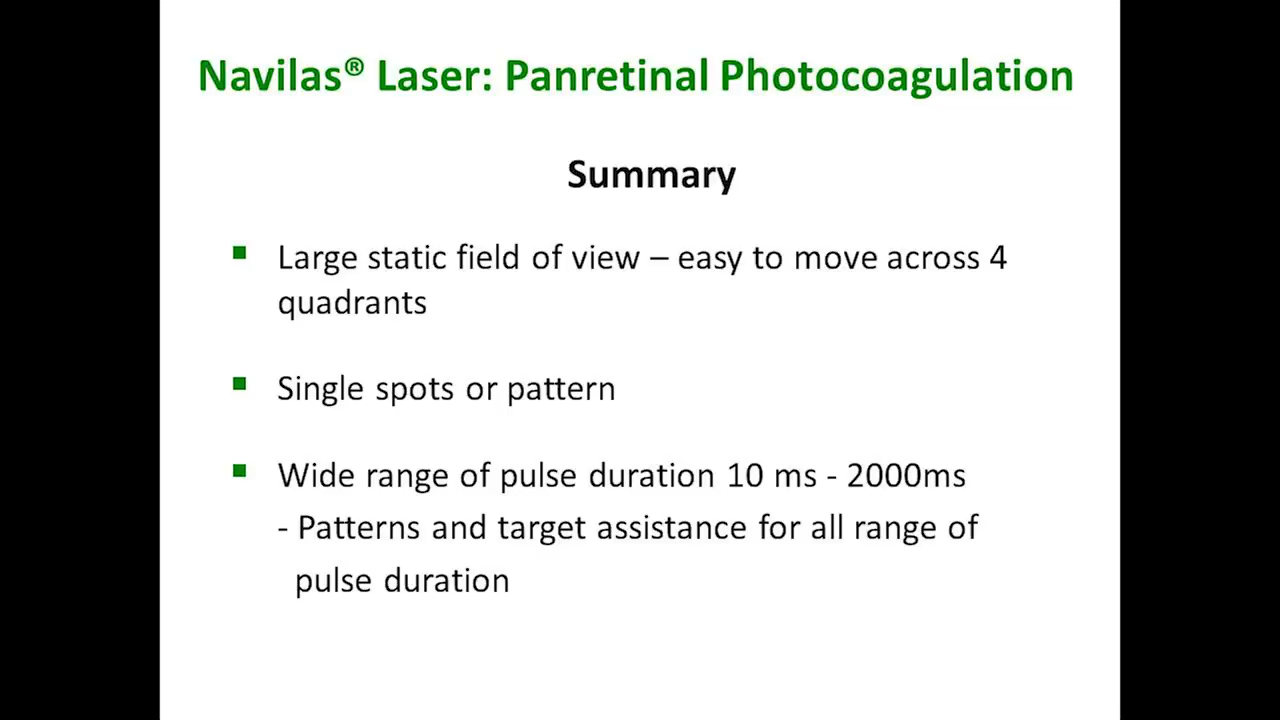 Navilas® Laser: Panretinal Photocoagulation
Summary
Large static field of view – easy to move across 4
quadrants
Single spots or pattern
Wide range of pulse duration 10 ms - 2000ms
- Patterns and target assistance for all range of
pulse duration